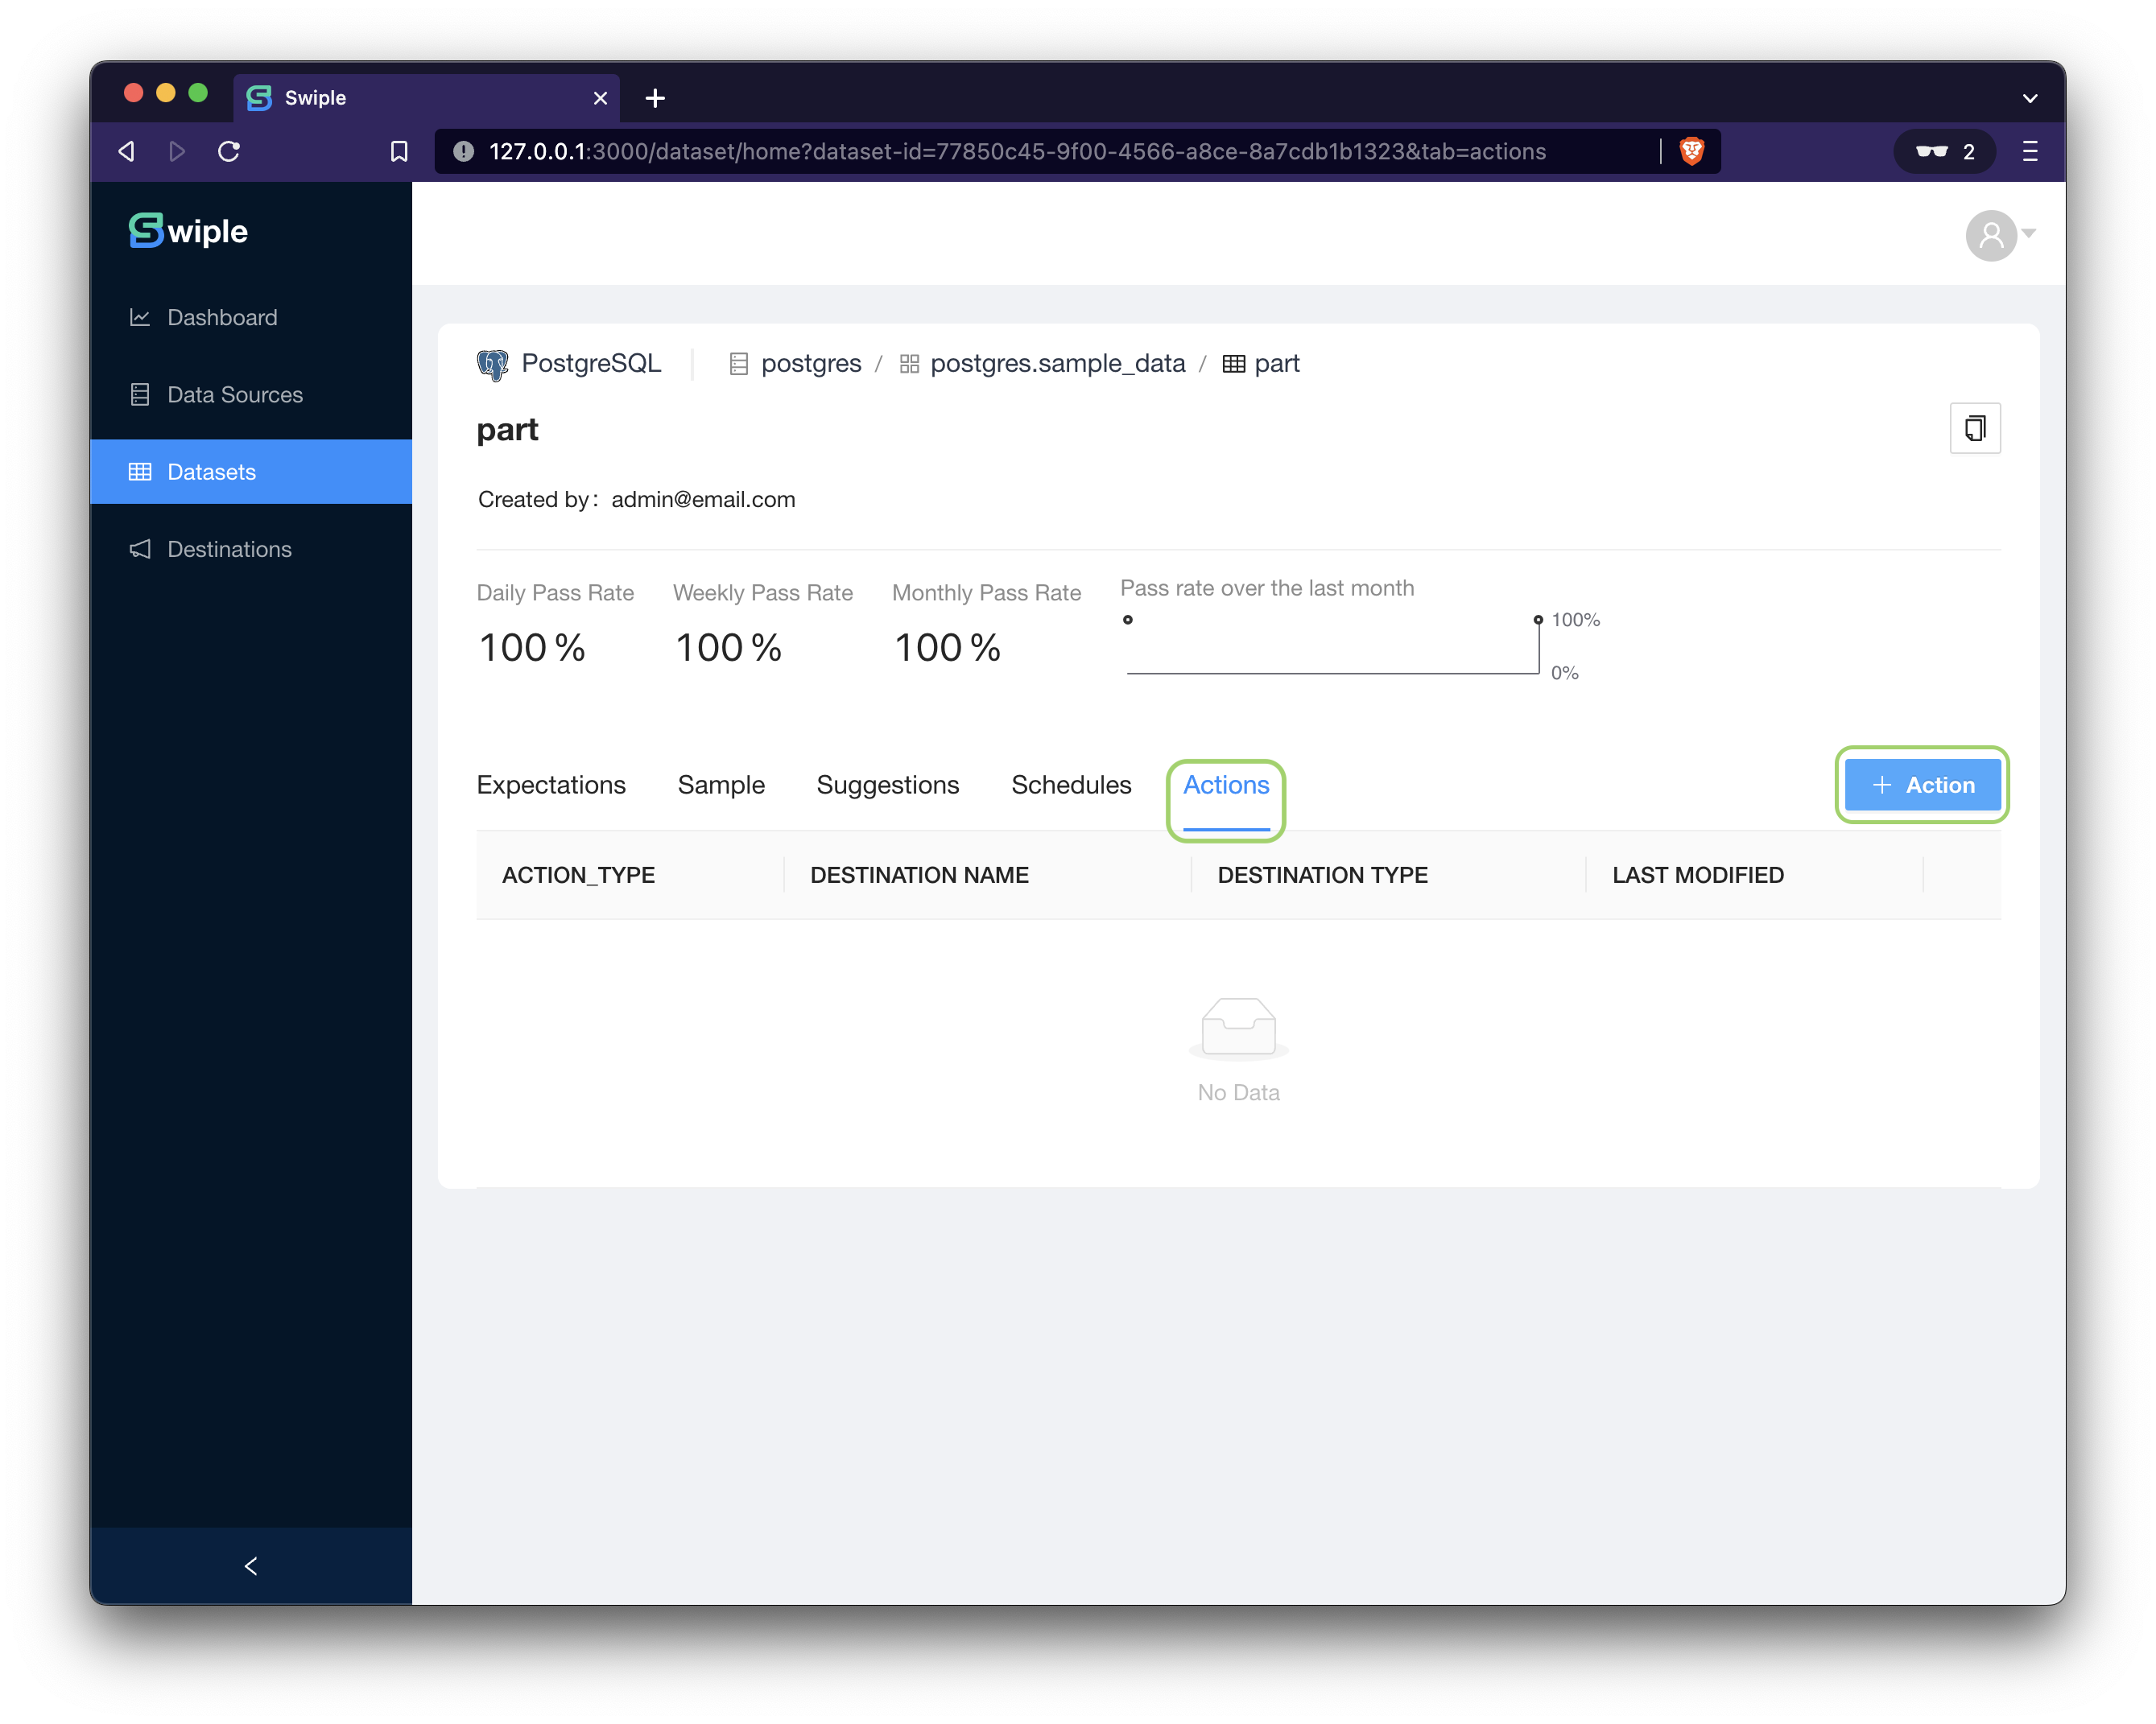 Swiple
127.0.0.1:3000/dataset/home?dataset-id=77850c45-9f00-4566-a8ce-8a7cdb1b1323&tab=actions
2
Swiple
Dashboard
Data Sources
Datasets
Destinations
PostgreSQL
postgres / postgres.sample_data / part
part
Created by: admin@email.com
Daily Pass Rate
100 %
Weekly Pass Rate
100 %
Monthly Pass Rate
100 %
Pass rate over the last month
100%
0%
Expectations Sample Suggestions Schedules Actions
+ Action
ACTION_TYPE DESTINATION NAME DESTINATION TYPE LAST MODIFIED
No Data